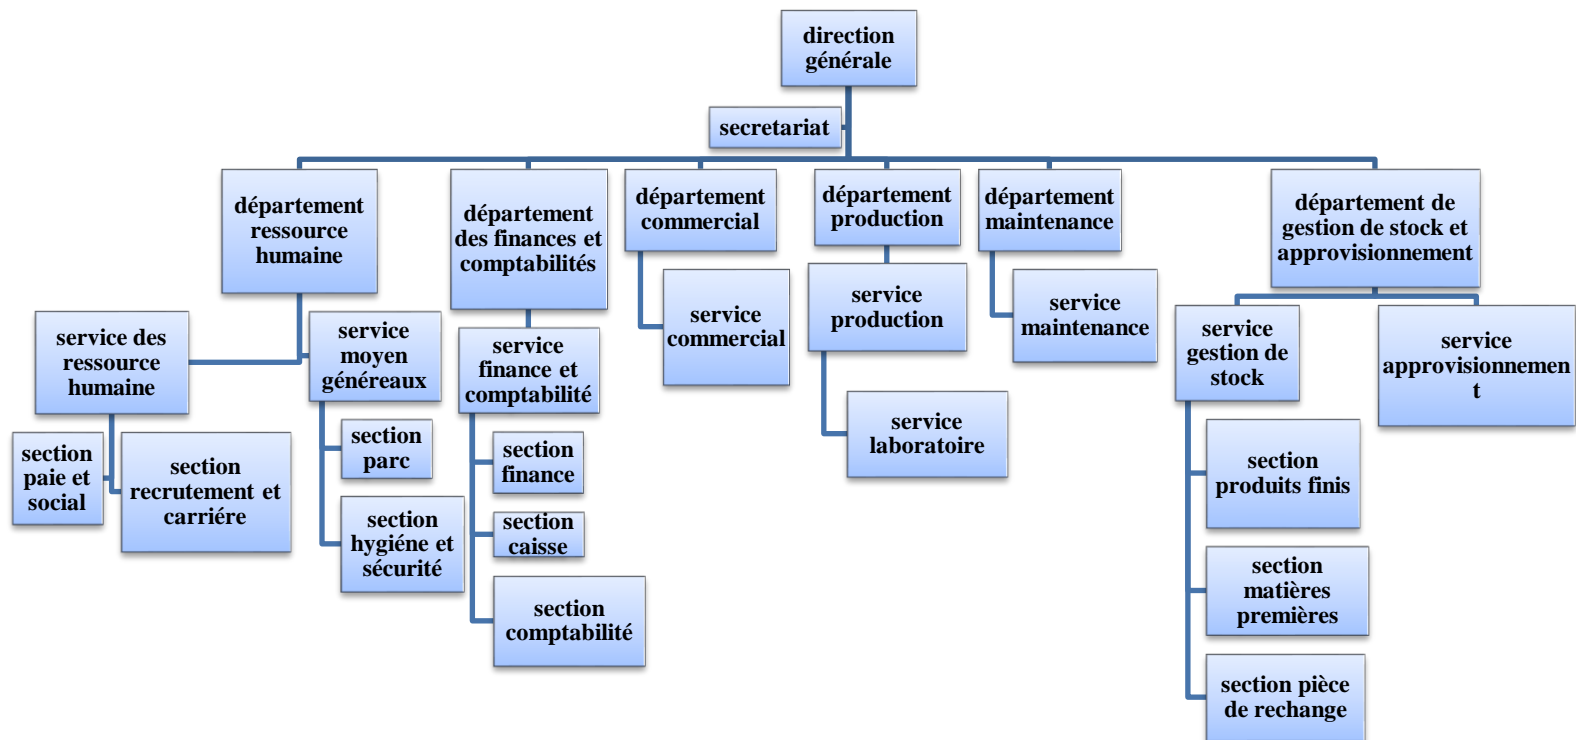 direction
générale
secretariat
département
ressource
humaine
département
des finances et
comptabilités
département
commercial
département
production
département
maintenance
département de
gestion de stock et
approvisionnement
service des
ressource
humaine
service
moyen
généreaux
service
finance et
comptabilité
service
commercial
service
production
service
maintenance
service
gestion de
stock
service
approvisionnemen
t
section
paie et
social
section
recrutement et
carriére
section
parc
section
hygiéne et
sécurité
section
finance
section
caisse
section
comptabilité
service
laboratoire
section
produits finis
section
matières
premières
section pièce
de rechange